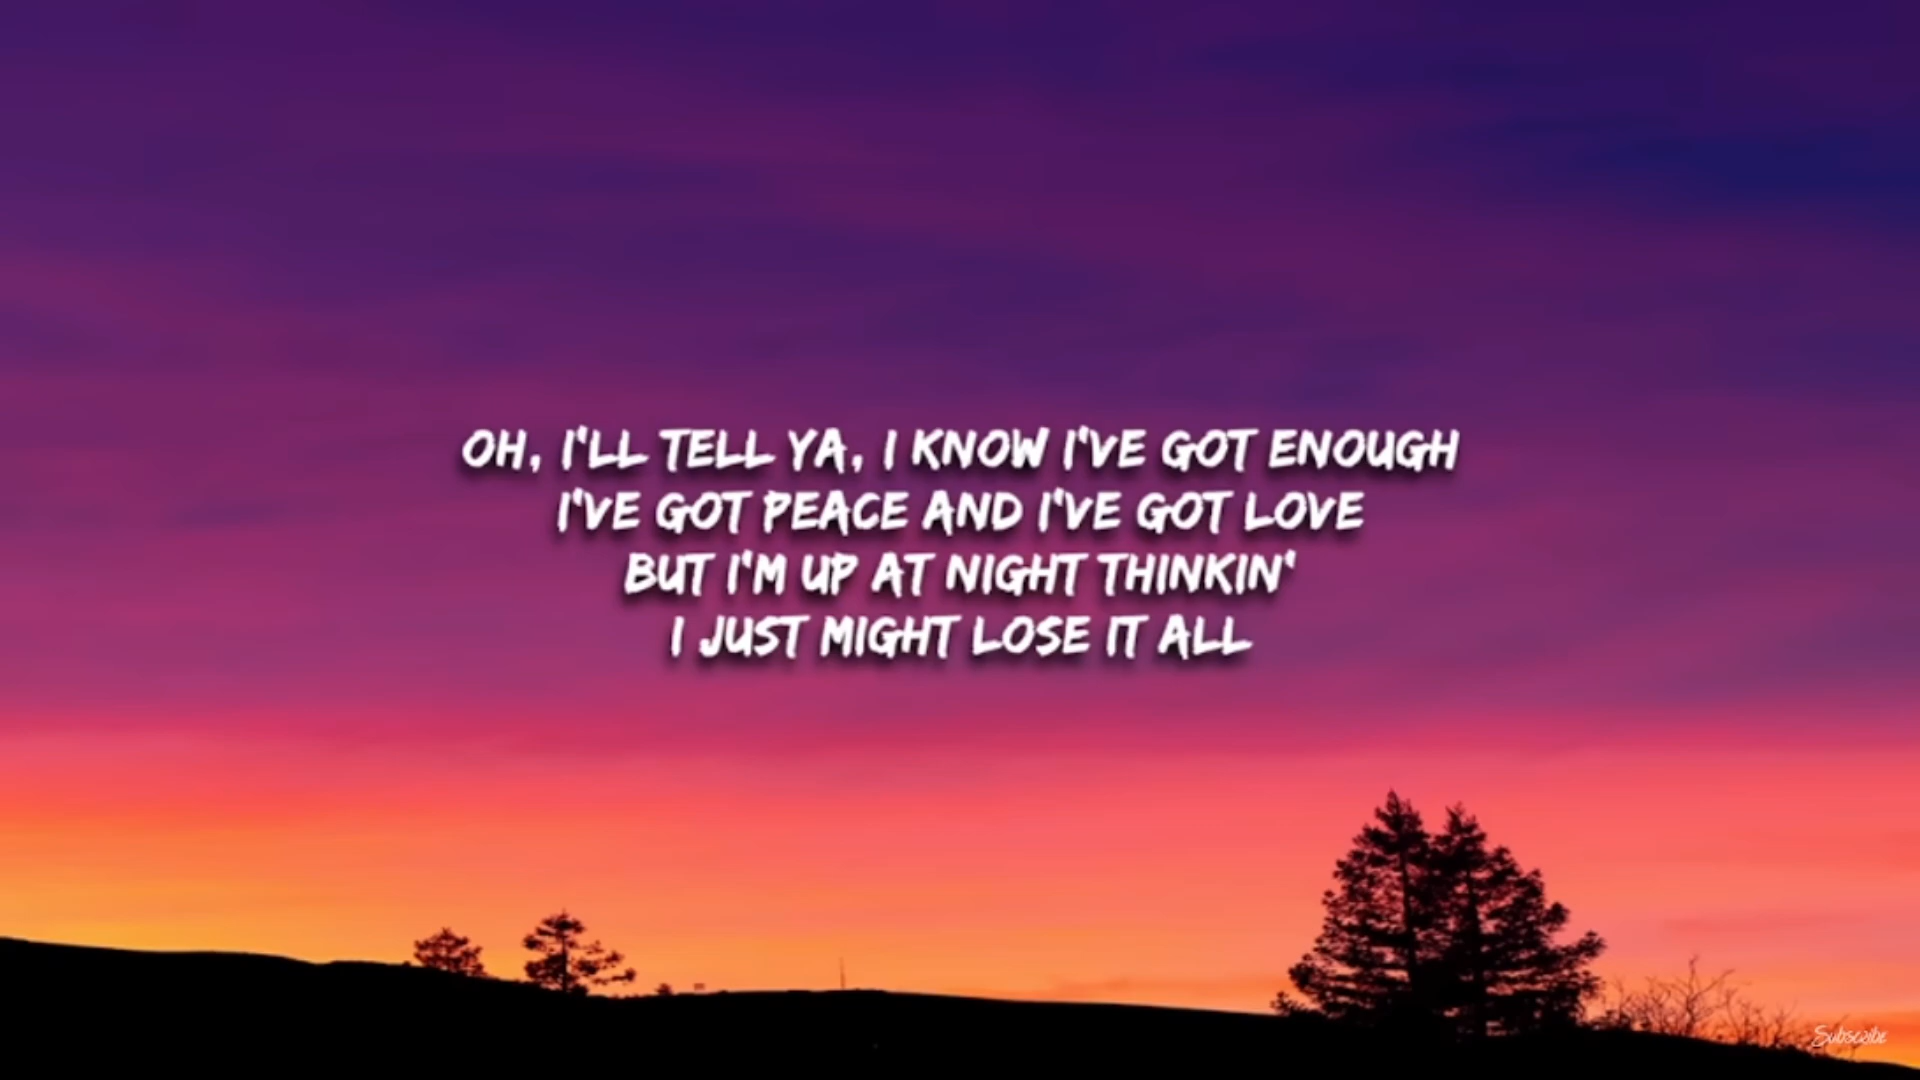 OH, I'LL TELL YA, I KNOW I'VE GOT ENOUGH
I'VE GOT PEACE AND I'VE GOT LOVE
BUT I'M UP AT NIGHT THINKIN'
I JUST MIGHT LOSE IT ALL
Subscribe